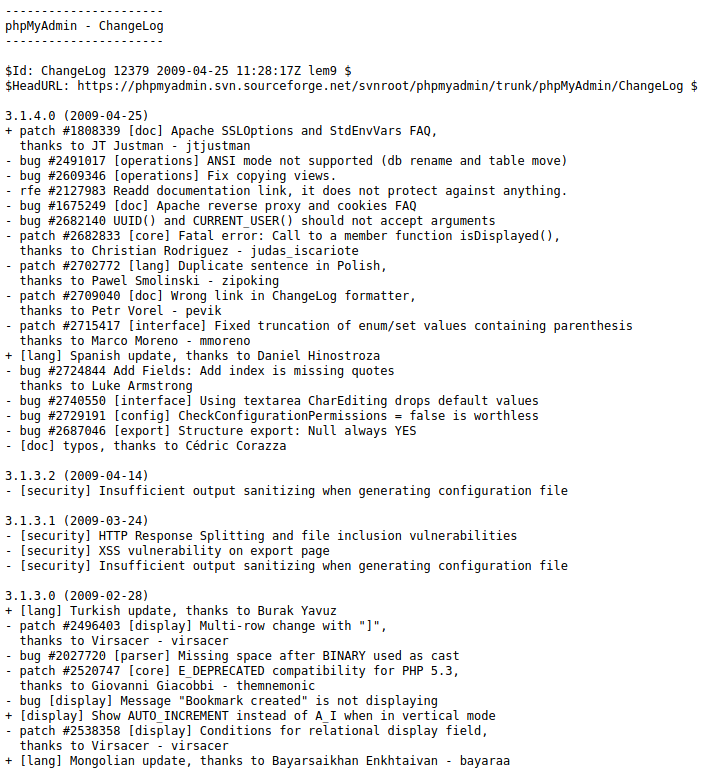 ----------------------
phpMyAdmin - ChangeLog
----------------------
$Id: ChangeLog 12379 2009-04-25 11:28:17Z lem9 $
$HeadURL: https://phpmyadmin.svn.sourceforge.net/svnroot/phpmyadmin/trunk/phpMyAdmin/ChangeLog $
3.1.4.0 (2009-04-25)
+ patch #1808339 [doc] Apache SSLOptions and StdEnvVars FAQ,
  thanks to JT Justman - jtjustman
- bug #2491017 [operations] ANSI mode not supported (db rename and table move)
- bug #2609346 [operations] Fix copying views.
- rfe #2127983 Readd documentation link, it does not protect against anything.
- bug #1675249 [doc] Apache reverse proxy and cookies FAQ
- bug #2682140 UUID() and CURRENT_USER() should not accept arguments
- patch #2682833 [core] Fatal error: Call to a member function isDisplayed(),
  thanks to Christian Rodriguez - judas_iscariote
- patch #2702772 [lang] Duplicate sentence in Polish,
  thanks to Pawel Smolinski - zipoking
- patch #2709040 [doc] Wrong link in ChangeLog formatter,
  thanks to Petr Vorel - pevik
- patch #2715417 [interface] Fixed truncation of enum/set values containing parenthesis
  thanks to Marco Moreno - mmoreno
+ [lang] Spanish update, thanks to Daniel Hinostroza
- bug #2724844 Add Fields: Add index is missing quotes
  thanks to Luke Armstrong
- bug #2740550 [interface] Using textarea CharEditing drops default values
- bug #2729191 [config] CheckConfigurationPermissions = false is worthless
- bug #2687046 [export] Structure export: Null always YES
- [doc] typos, thanks to Cédric Corazza
3.1.3.2 (2009-04-14)
- [security] Insufficient output sanitizing when generating configuration file
3.1.3.1 (2009-03-24)
- [security] HTTP Response Splitting and file inclusion vulnerabilities
- [security] XSS vulnerability on export page
- [security] Insufficient output sanitizing when generating configuration file
3.1.3.0 (2009-02-28)
+ [lang] Turkish update, thanks to Burak Yavuz
- patch #2496403 [display] Multi-row change with "]",
  thanks to Virsacer - virsacer
- bug #2027720 [parser] Missing space after BINARY used as cast
- patch #2520747 [core] E_DEPRECATED compatibility for PHP 5.3,
  thanks to Giovanni Giacobbi - themnemonic
- bug [display] Message "Bookmark created" is not displaying
+ [display] Show AUTO_INCREMENT instead of A_I when in vertical mode
- patch #2538358 [display] Conditions for relational display field,
  thanks to Virsacer - virsacer
+ [lang] Mongolian update, thanks to Bayarsaikhan Enkhtaivan - bayaraa